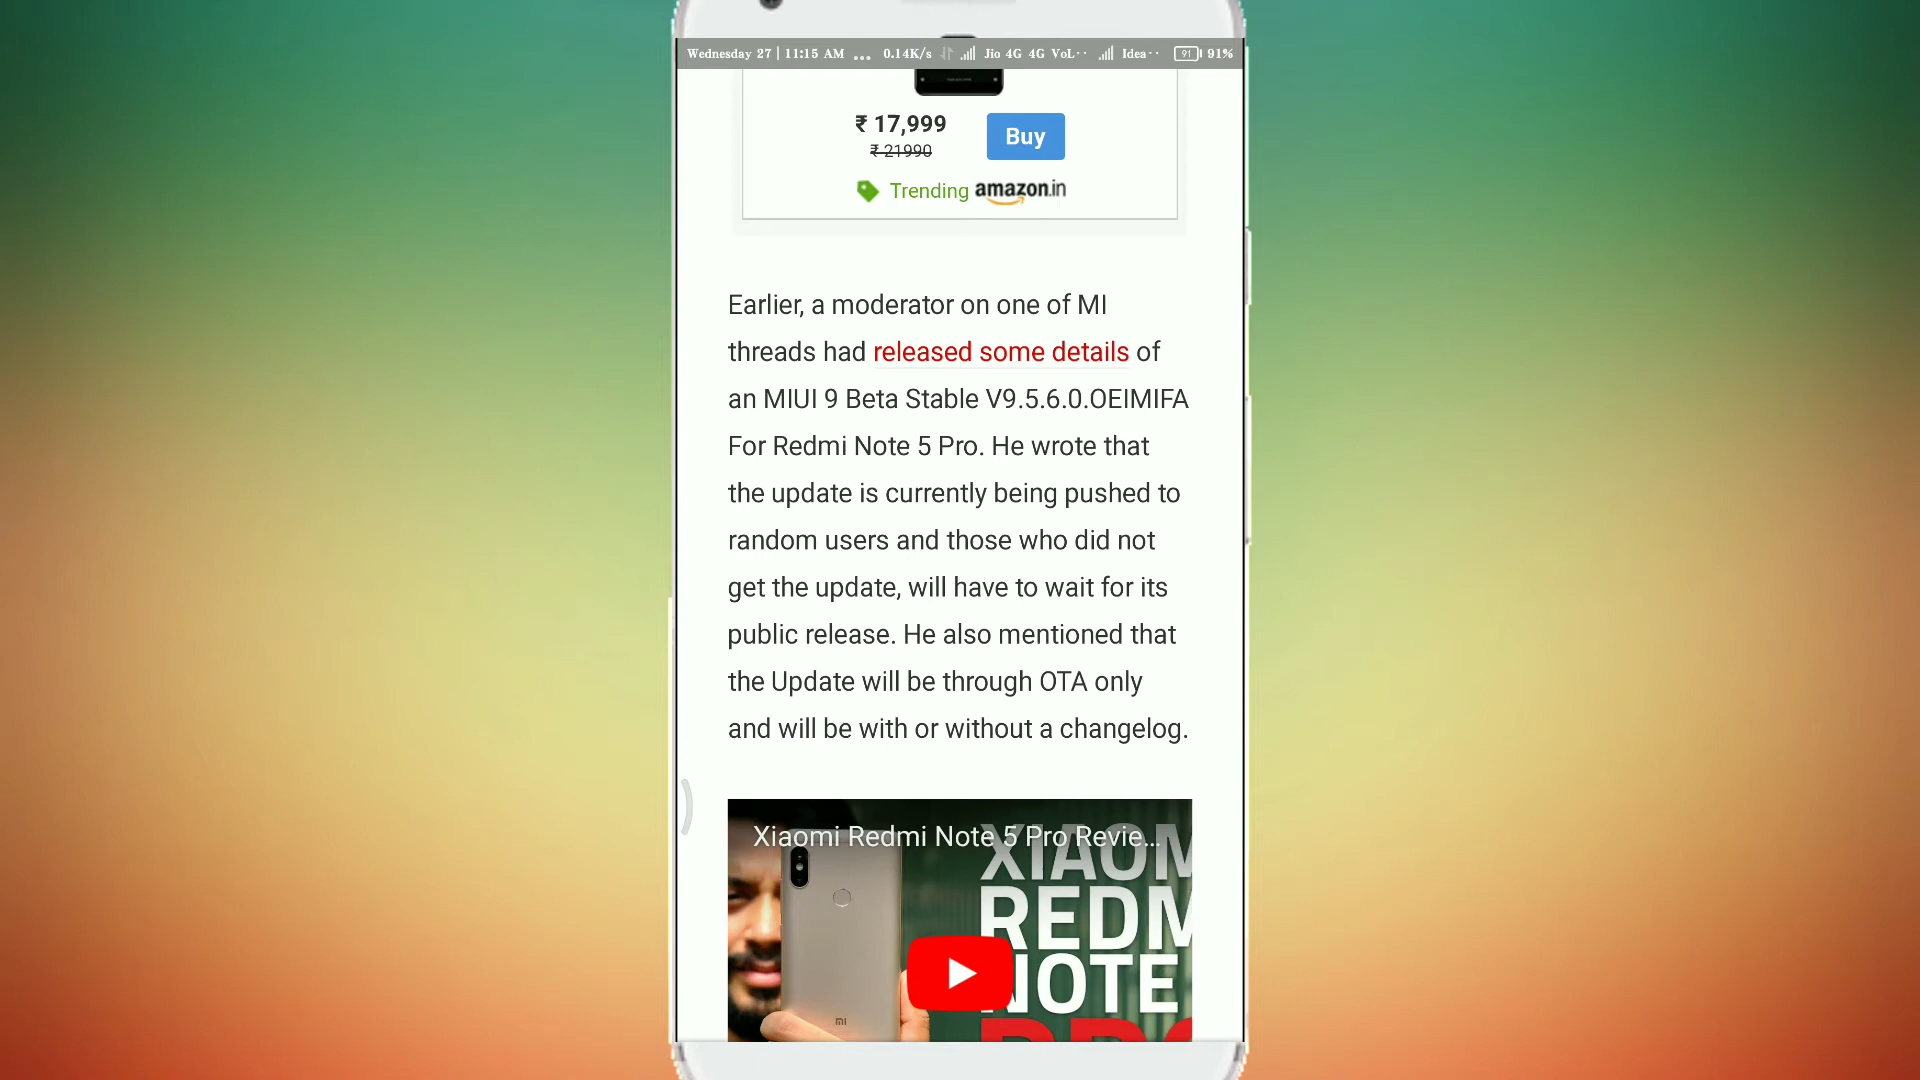 Wednesday 27 | 11:15 AM ... 0.14K/s Jio 4G 4G VoL·· Idea·· 91 91%
₹ 17,999
₹ 21990
Buy
Trending amazon.in
Earlier, a moderator on one of MI
threads had released some details of
an MIUI 9 Beta Stable V9.5.6.0.OEIMIFA
For Redmi Note 5 Pro. He wrote that
the update is currently being pushed to
random users and those who did not
get the update, will have to wait for its
public release. He also mentioned that
the Update will be through OTA only
and will be with or without a changelog.
Xiaomi Redmi Note 5 Pro Revie...
XIAOM
REDM
NOTE
PRO
MI